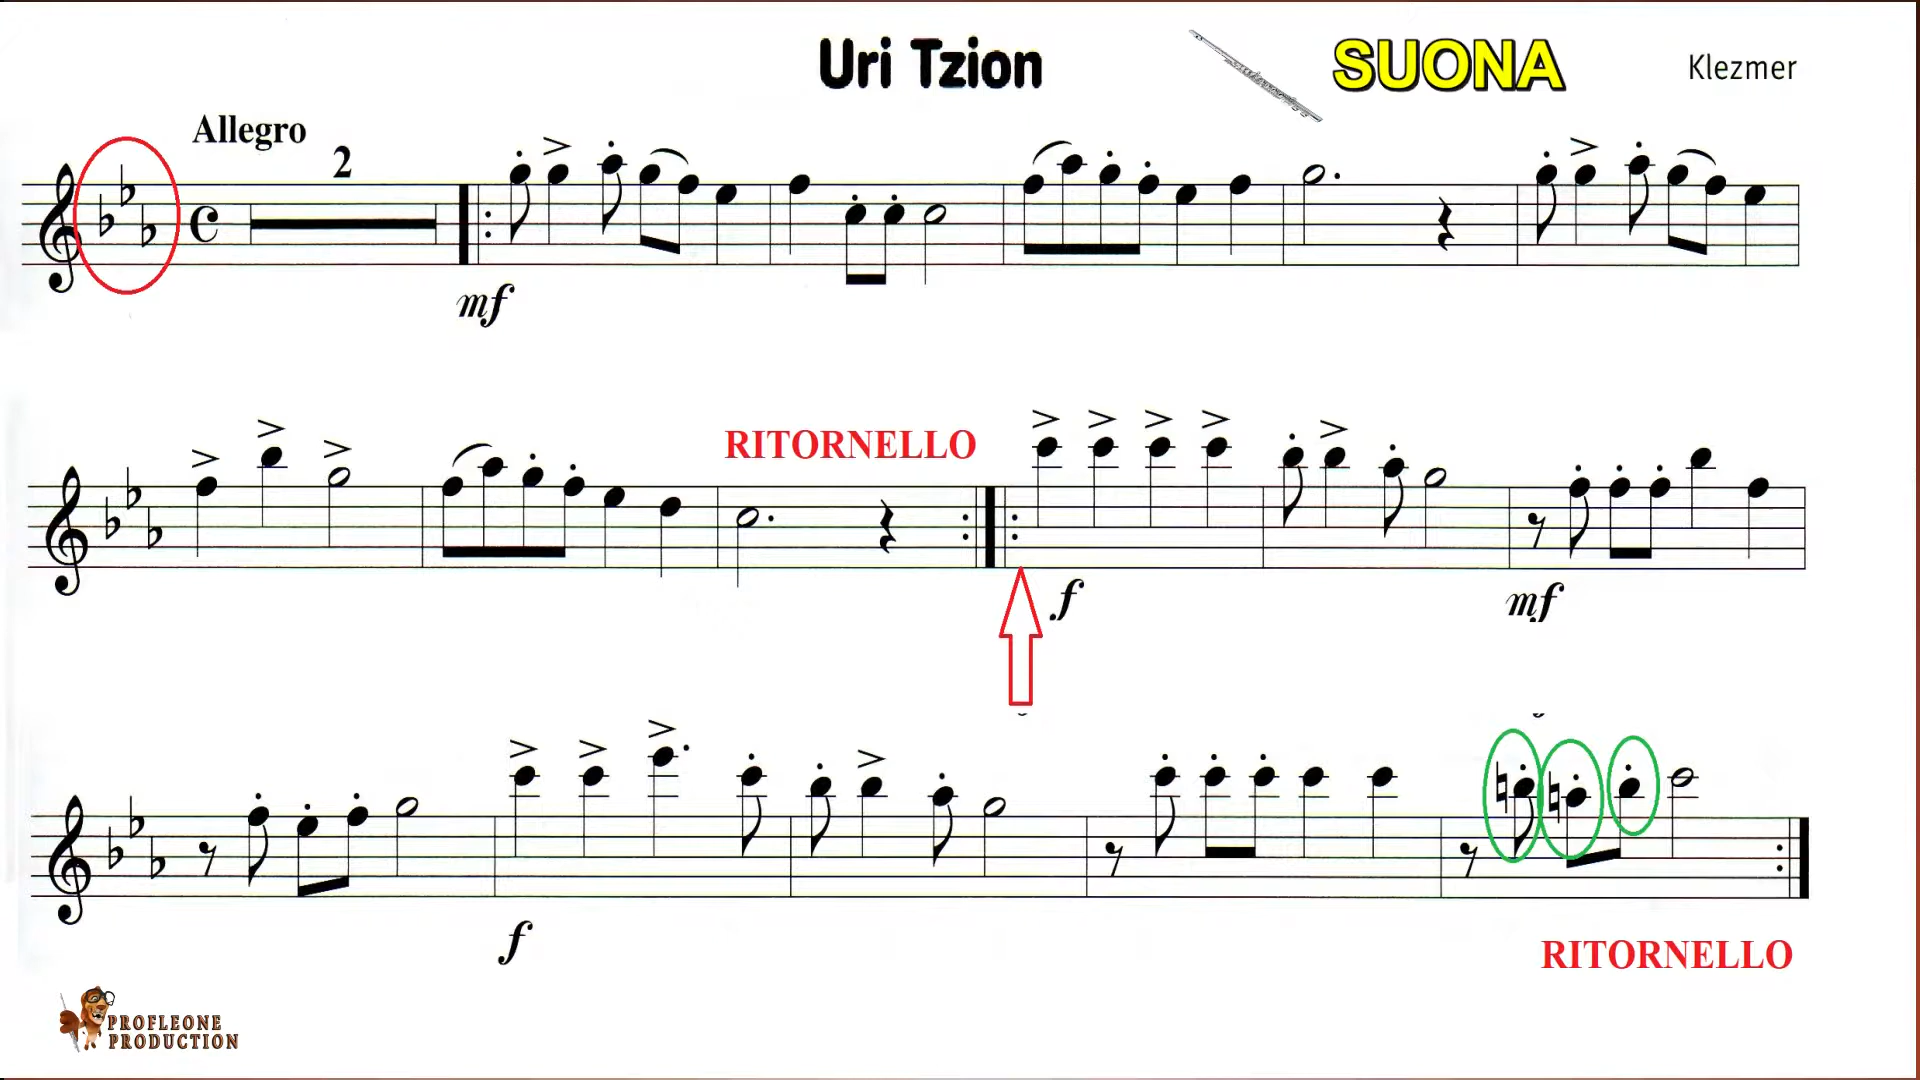 Uri Tzion
SUONA
Klezmer
Allegro
2
mf
RITORNELLO
f
mf
f
RITORNELLO
PROFLEONE
PRODUCTION